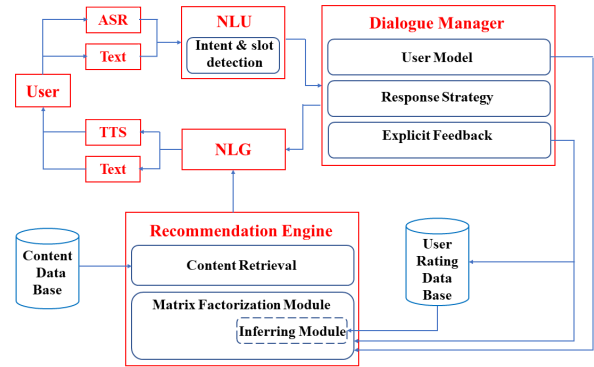 ASR
Text
NLU
Intent & slot
detection
Dialogue Manager
User Model
Response Strategy
Explicit Feedback
User
TTS
Text
NLG
Recommendation Engine
Content Retrieval
Matrix Factorization Module
Inferring Module
Content
Data
Base
User
Rating
Data
Base